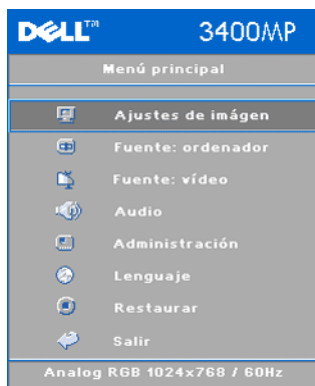 DELL™ 3400MP
Menú principal
Ajustes de imágen
Fuente: ordenador
Fuente: vídeo
Audio
Administración
Lenguaje
Restaurar
Salir
Analog RGB 1024x768 / 60Hz